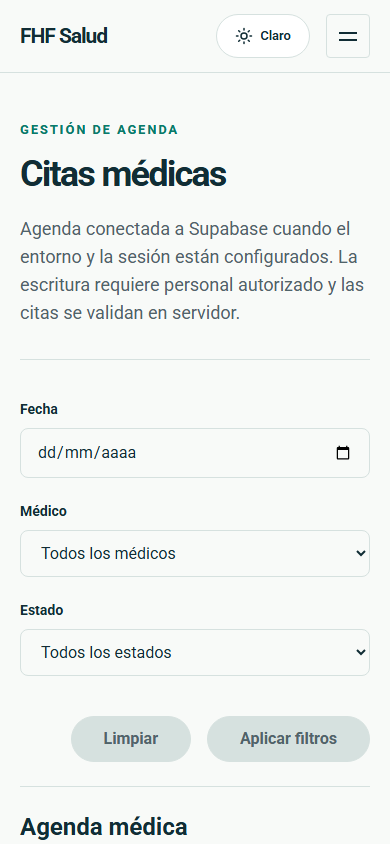 FHF Salud
Claro
GESTIÓN DE AGENDA
Citas médicas
Agenda conectada a Supabase cuando el
entorno y la sesión están configurados. La
escritura requiere personal autorizado y las
citas se validan en servidor.
Fecha
dd/mm/aaaa
Médico
Todos los médicos
Estado
Todos los estados
Limpiar
Aplicar filtros
Agenda médica